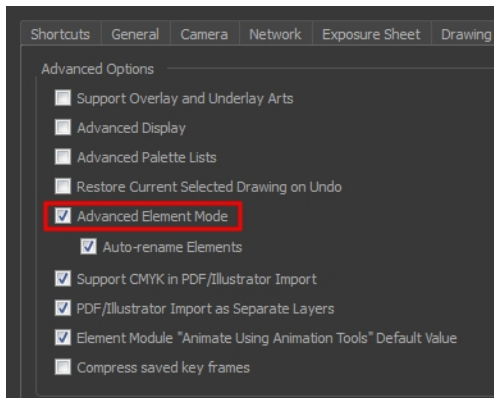 Shortcuts General Camera Network Exposure Sheet Drawing
Advanced Options
Support Overlay and Underlay Arts
Advanced Display
Advanced Palette Lists
Restore Current Selected Drawing on Undo
Advanced Element Mode
Auto-rename Elements
Support CMYK in PDF/Illustrator Import
PDF/Illustrator Import as Separate Layers
Element Module "Animate Using Animation Tools" Default Value
Compress saved key frames